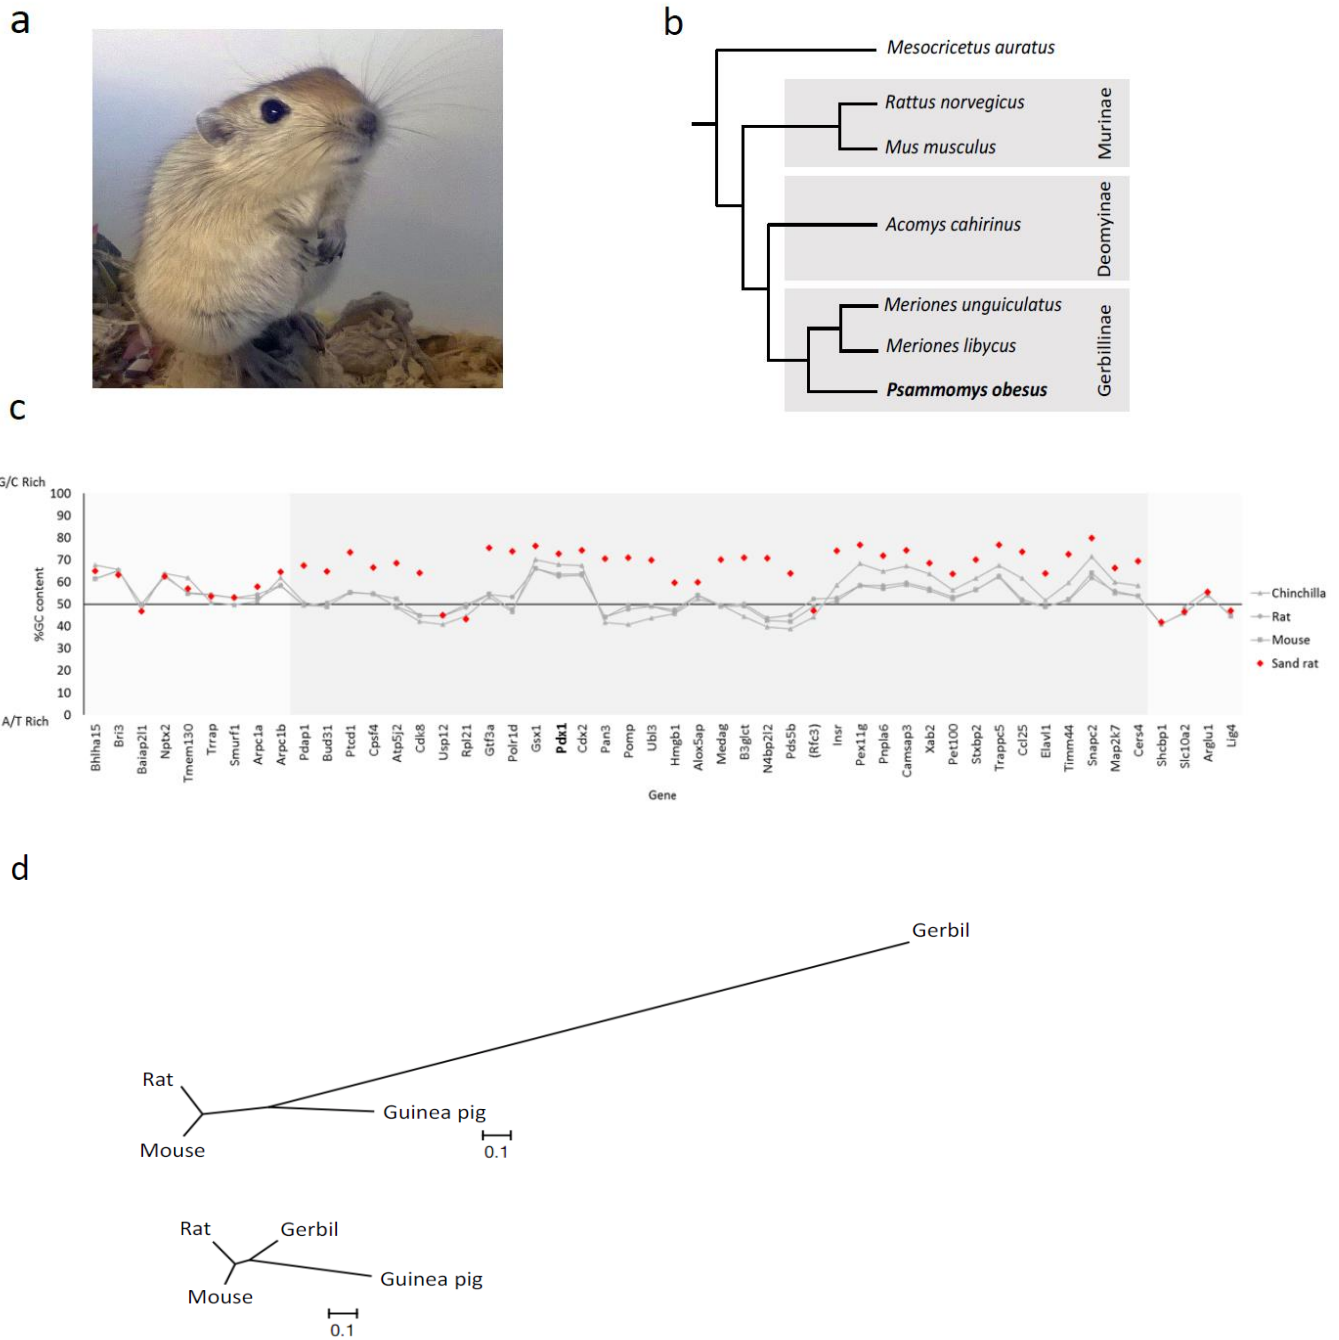 a
b
Mesocricetus auratus
Rattus norvegicus
Mus musculus
Murinae
Acomys cahirinus
Deomyinae
Meriones unguiculatus
Meriones libycus
Psammomys obesus
Gerbillinae
c
G/C Rich
100
90
80
70
60
50
40
30
20
10
0
%GC content
A/T Rich
Bhlha15
Bri3
Baiap2l1
Nptx2
Tmem130
Trrap
Smurf1
Arpc1a
Arpc1b
Pdap1
Bud31
Ptcd1
Cpsf4
Atp5j2
Cdk8
Usp12
Rpl21
Gtf3a
Polr1d
Gsx1
Pdx1
Cdx2
Pan3
Pomp
Ubl3
Hmgb1
Alox5ap
Medag
B3glct
N4bp2l2
Pds5b
(Rfc3)
Insr
Pex11g
Pnpla6
Camsap3
Xab2
Pet100
Stxbp2
Trappc5
Ccl25
Elavl1
Timm44
Snapc2
Map2k7
Cers4
Shcbp1
Slc10a2
Arglu1
Lig4
Gene
Chinchilla
Rat
Mouse
Sand rat
d
Gerbil
Rat
Guinea pig
Mouse
0.1
Rat
Gerbil
Guinea pig
Mouse
0.1